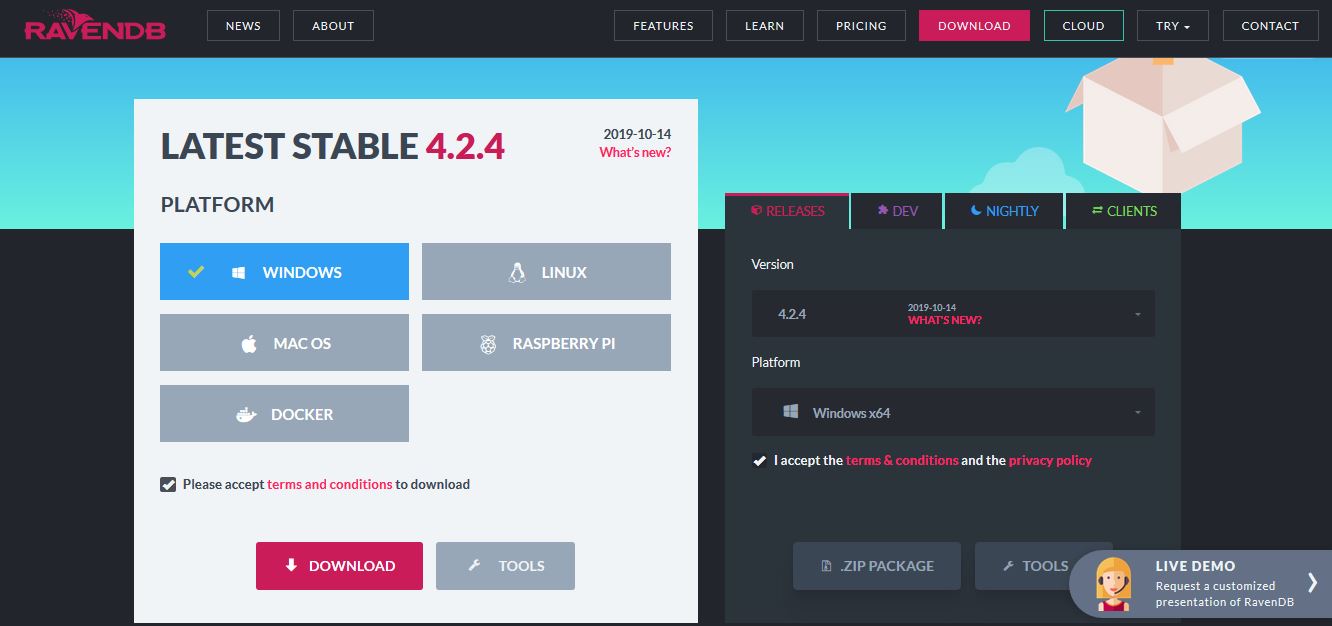 RAVENDB
NEWS
ABOUT
FEATURES
LEARN
PRICING
DOWNLOAD
CLOUD
TRY
CONTACT
LATEST STABLE 4.2.4
2019-10-14
What's new?
PLATFORM
WINDOWS
LINUX
MAC OS
RASPBERRY PI
DOCKER
Please accept terms and conditions to download
DOWNLOAD
TOOLS
RELEASES
DEV
NIGHTLY
CLIENTS
Version
4.2.4
2019-10-14
WHAT'S NEW?
Platform
Windows x64
I accept the terms & conditions and the privacy policy
.ZIP PACKAGE
TOOLS
LIVE DEMO
Request a customized
presentation of RavenDB